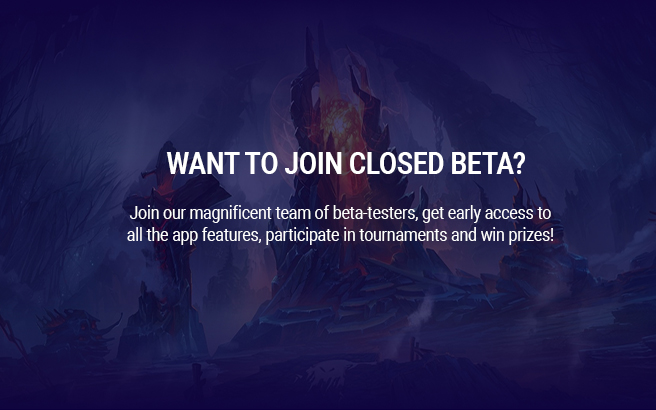 WANT TO JOIN CLOSED BETA?
Join our magnificent team of beta-testers, get early access to
all the app features, participate in tournaments and win prizes!